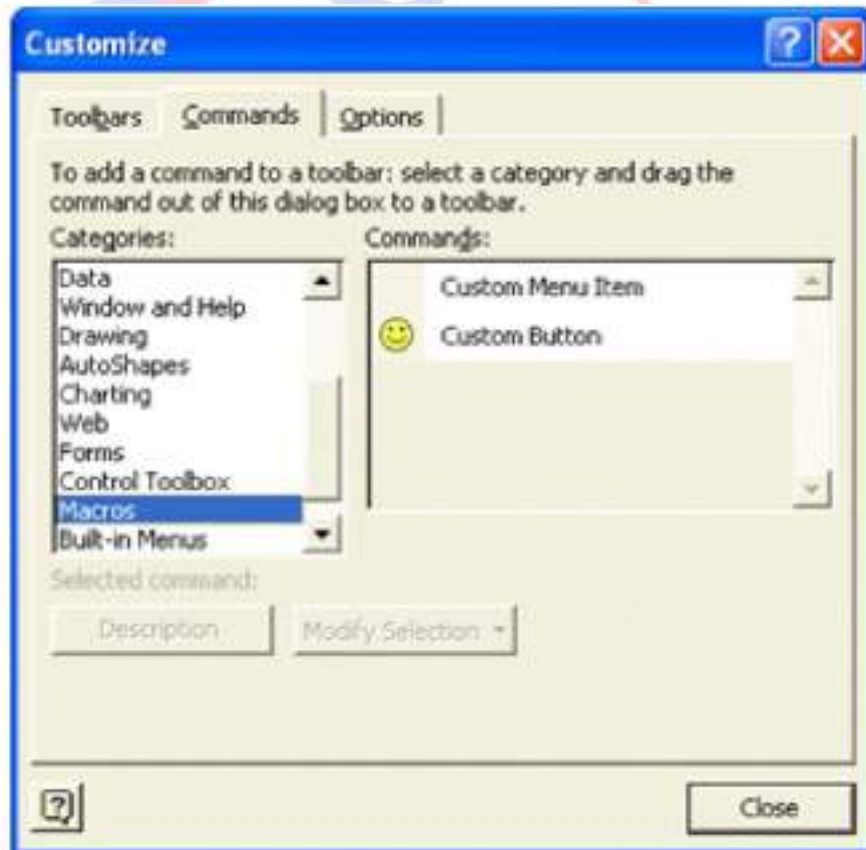 Customize
Toolbars Commands Options
To add a command to a toolbar: select a category and drag the
command out of this dialog box to a toolbar.
Categories:
Data
Window and Help
Drawing
AutoShapes
Charting
Web
Forms
Control Toolbox
Macros
Built-in Menus
Commands:
Custom Menu Item
Custom Button
Selected command:
Description Modify Selection
Close